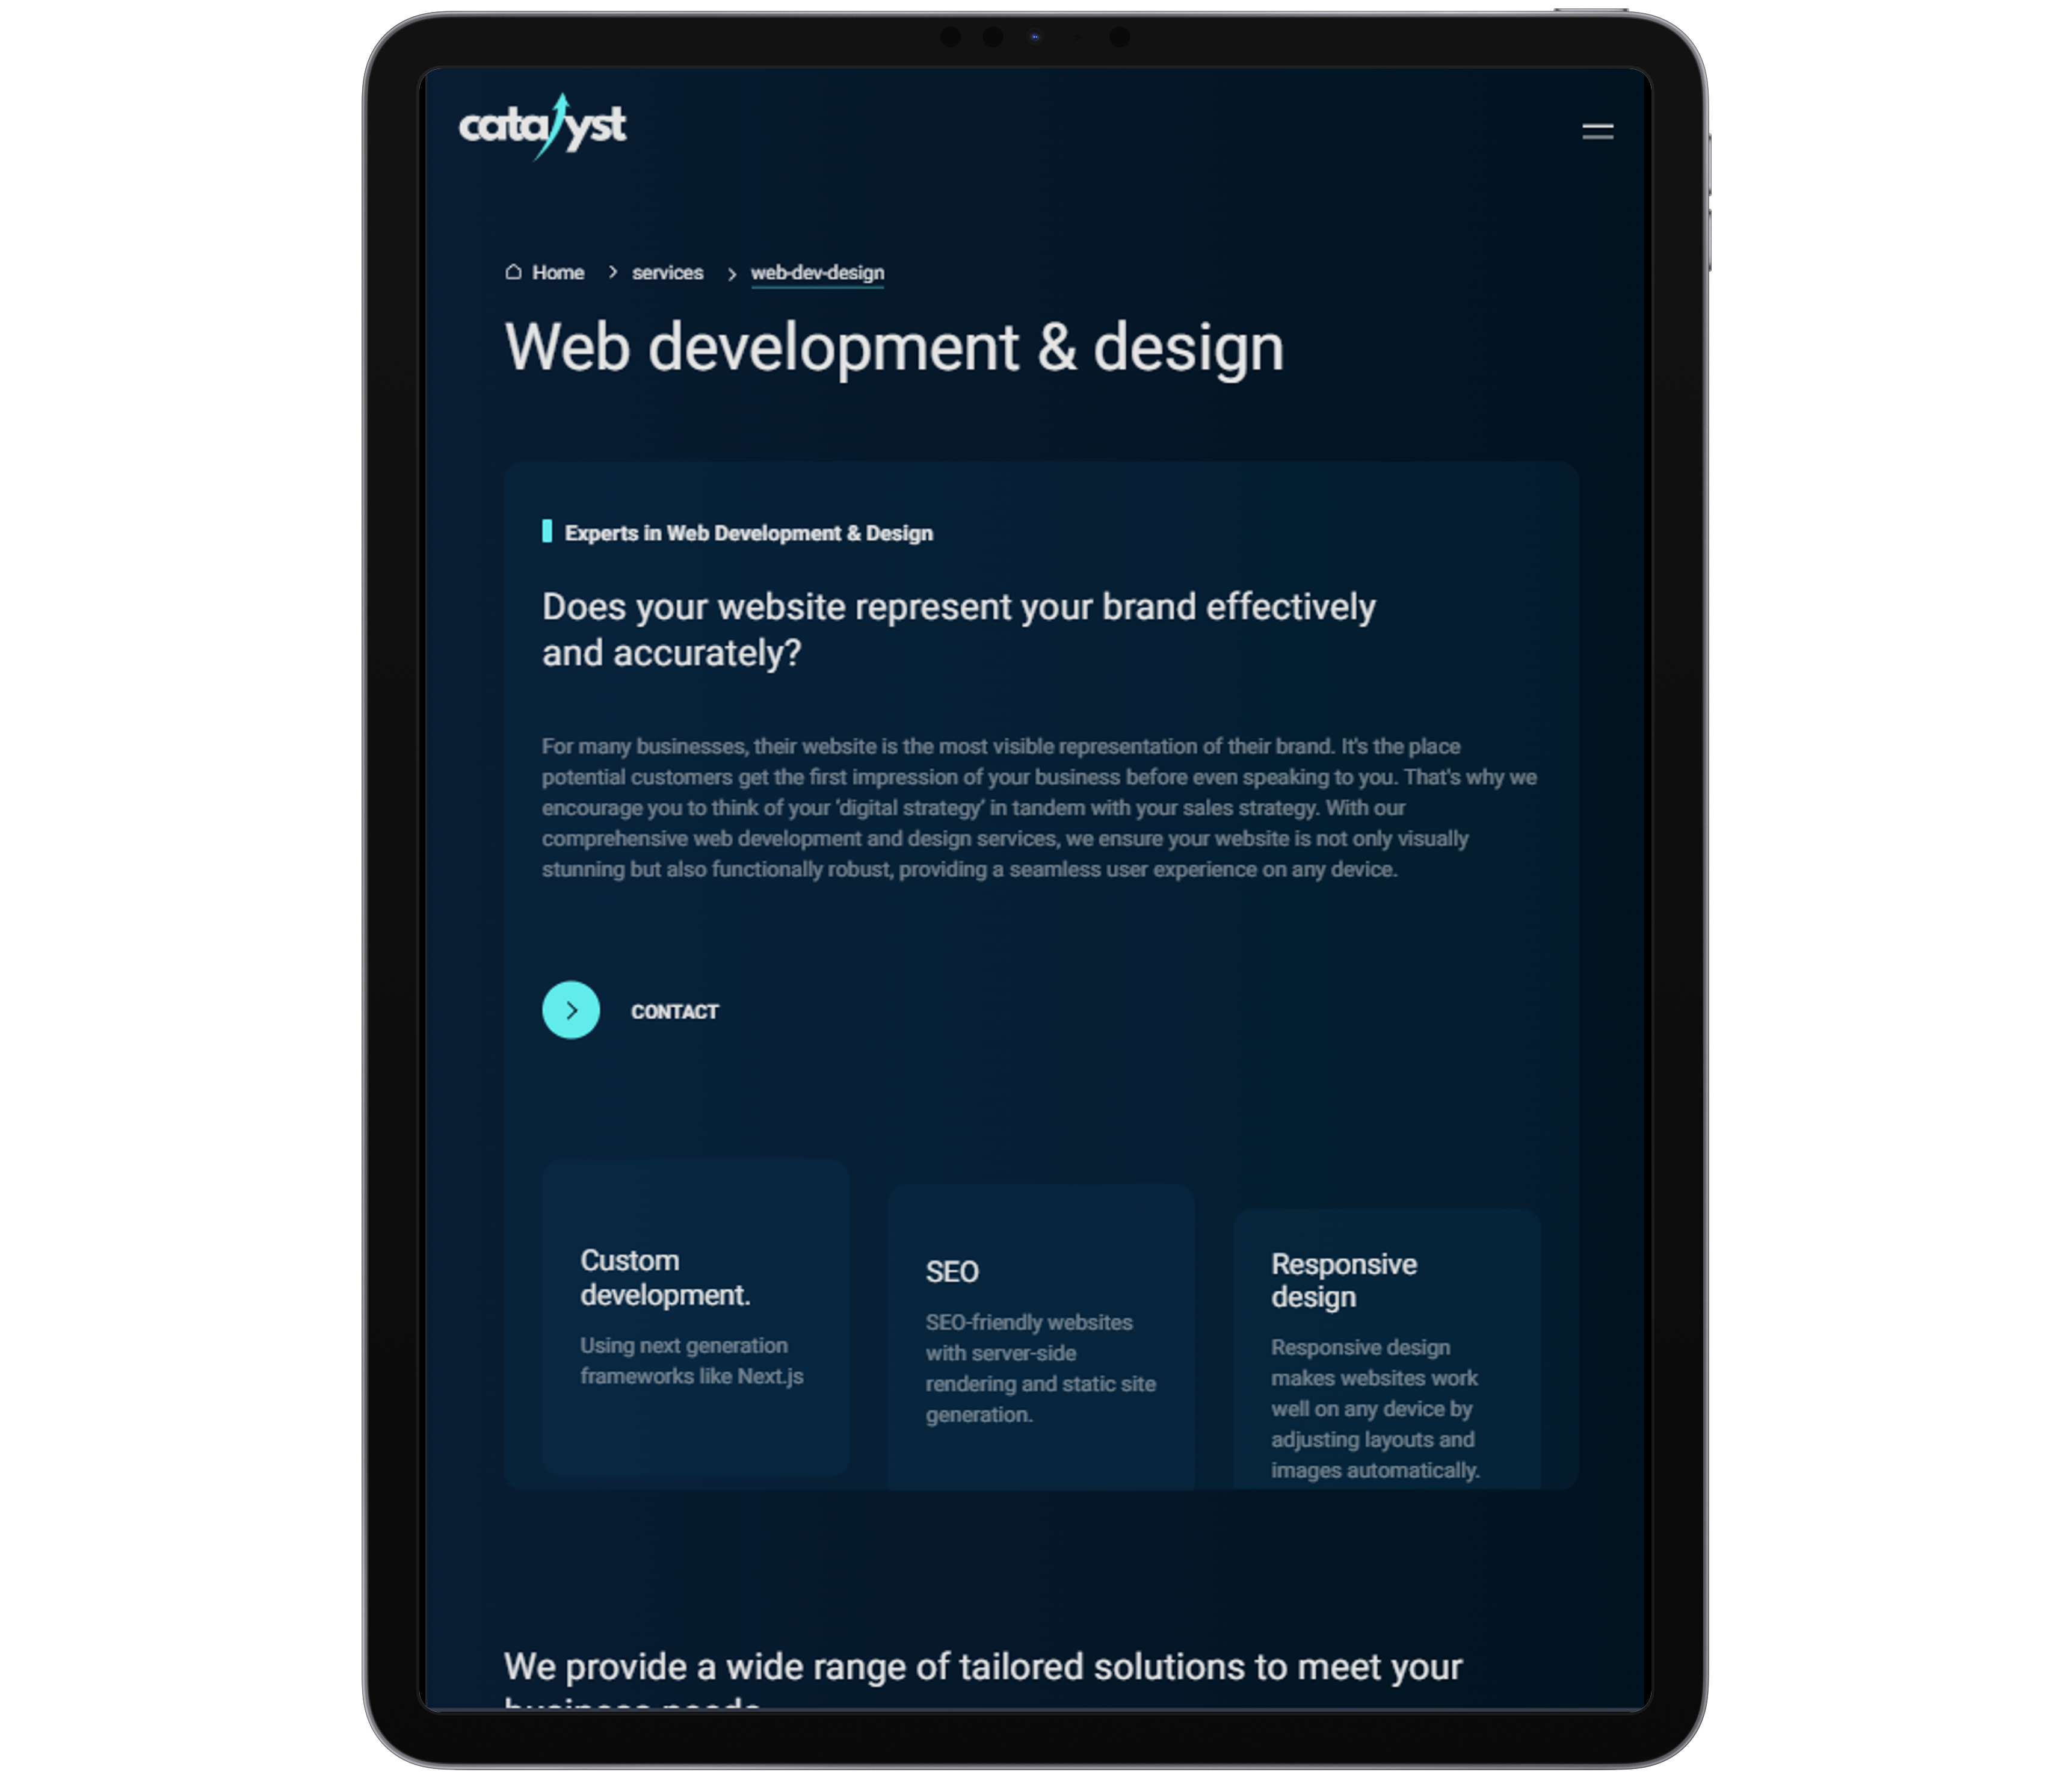 catalyst
Home > services > web-dev-design
Web development & design
Experts in Web Development & Design
Does your website represent your brand effectively
and accurately?
For many businesses, their website is the most visible representation of their brand. It's the place
potential customers get the first impression of your business before even speaking to you. That's why we
encourage you to think of your ‘digital strategy’ in tandem with your sales strategy. With our
comprehensive web development and design services, we ensure your website is not only visually
stunning but also functionally robust, providing a seamless user experience on any device.
CONTACT
Custom
development.
Using next generation
frameworks like Next.js
SEO
SEO-friendly websites
with server-side
rendering and static site
generation.
Responsive
design
Responsive design
makes websites work
well on any device by
adjusting layouts and
images automatically.
We provide a wide range of tailored solutions to meet your
business needs